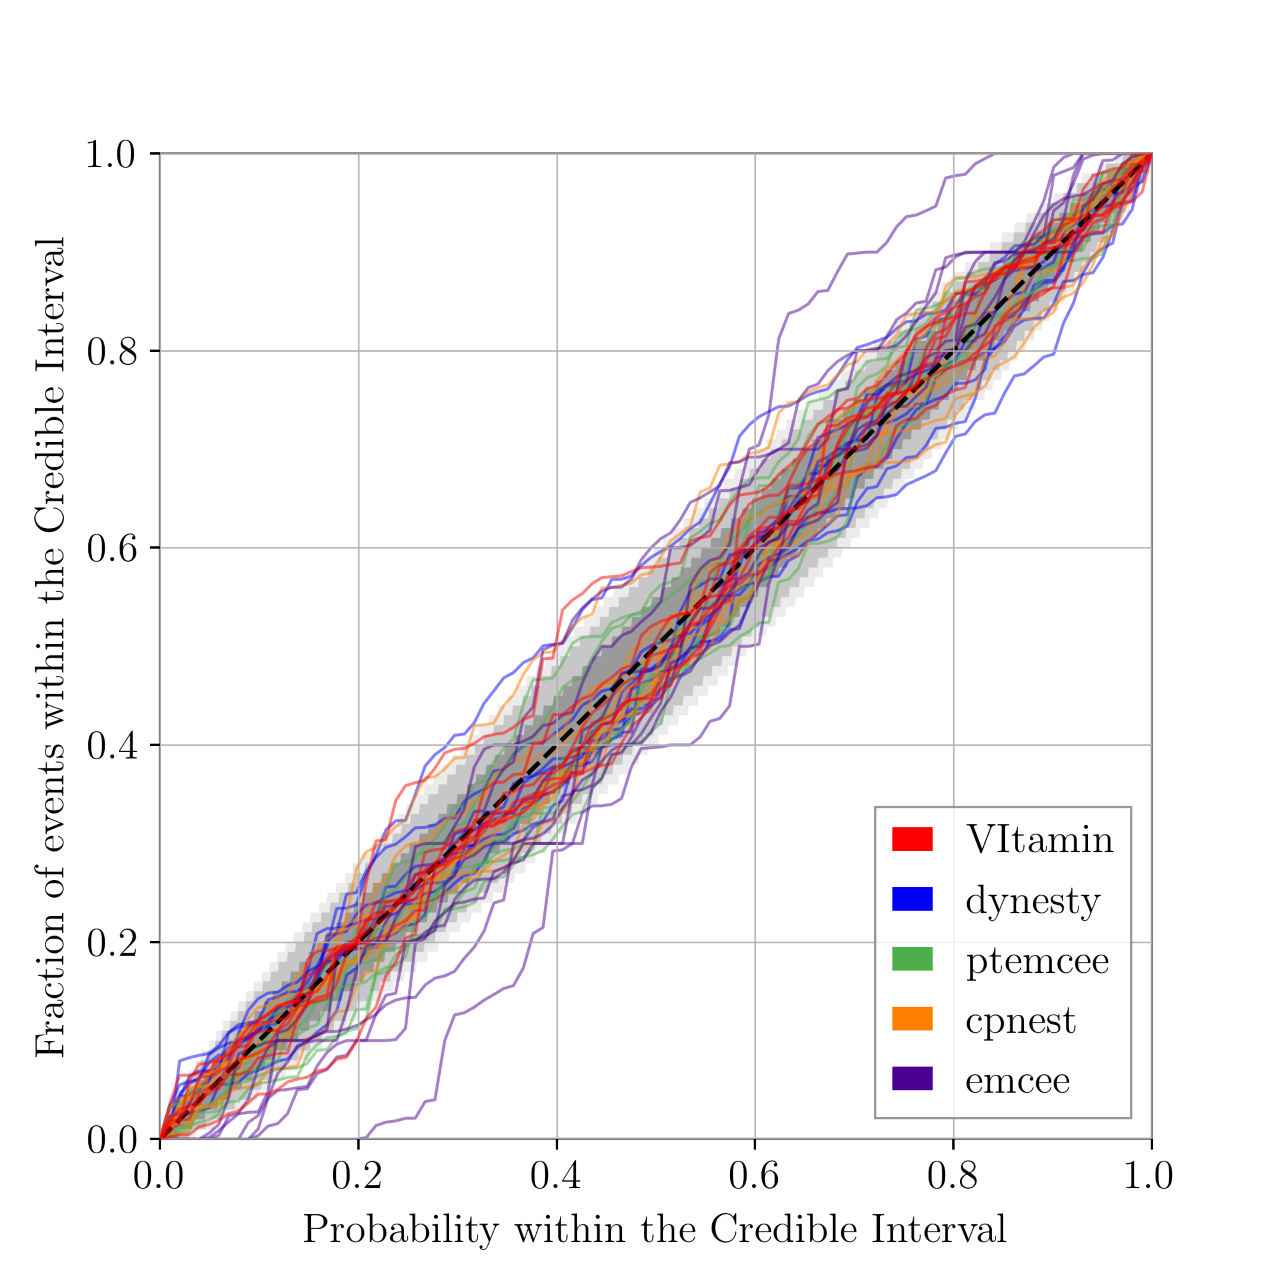 Fraction of events within the Credible Interval
1.0
0.8
0.6
0.4
0.2
0.0
0.0 0.2 0.4 0.6 0.8 1.0
Probability within the Credible Interval
VItamin
dynesty
ptemcee
cpnest
emcee